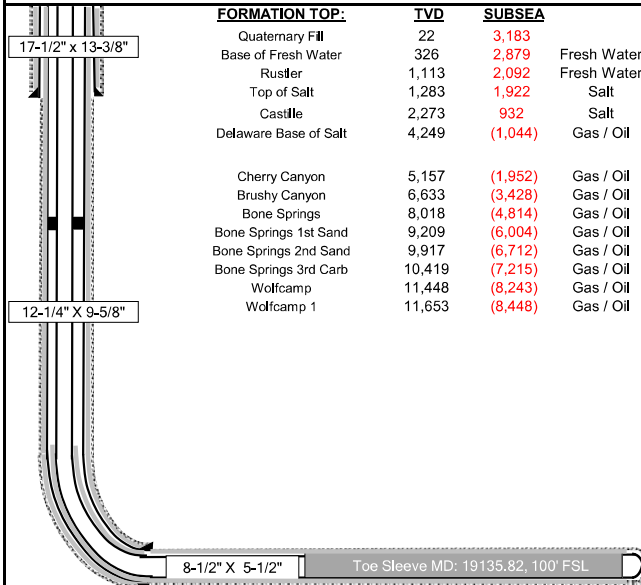 FORMATION TOP: TVD SUBSEA
Quaternary Fill 22 3,183
17-1/2" x 13-3/8"
Base of Fresh Water 326 2,879 Fresh Water
Rustler 1,113 2,092 Fresh Water
Top of Salt 1,283 1,922 Salt
Castille 2,273 932 Salt
Delaware Base of Salt 4,249 (1,044) Gas / Oil
Cherry Canyon 5,157 (1,952) Gas / Oil
Brushy Canyon 6,633 (3,428) Gas / Oil
Bone Springs 8,018 (4,814) Gas / Oil
Bone Springs 1st Sand 9,209 (6,004) Gas / Oil
Bone Springs 2nd Sand 9,917 (6,712) Gas / Oil
Bone Springs 3rd Carb 10,419 (7,215) Gas / Oil
Wolfcamp 11,448 (8,243) Gas / Oil
Wolfcamp 1 11,653 (8,448) Gas / Oil
12-1/4" X 9-5/8"
8-1/2" X 5-1/2"
Toe Sleeve MD: 19135.82, 100' FSL